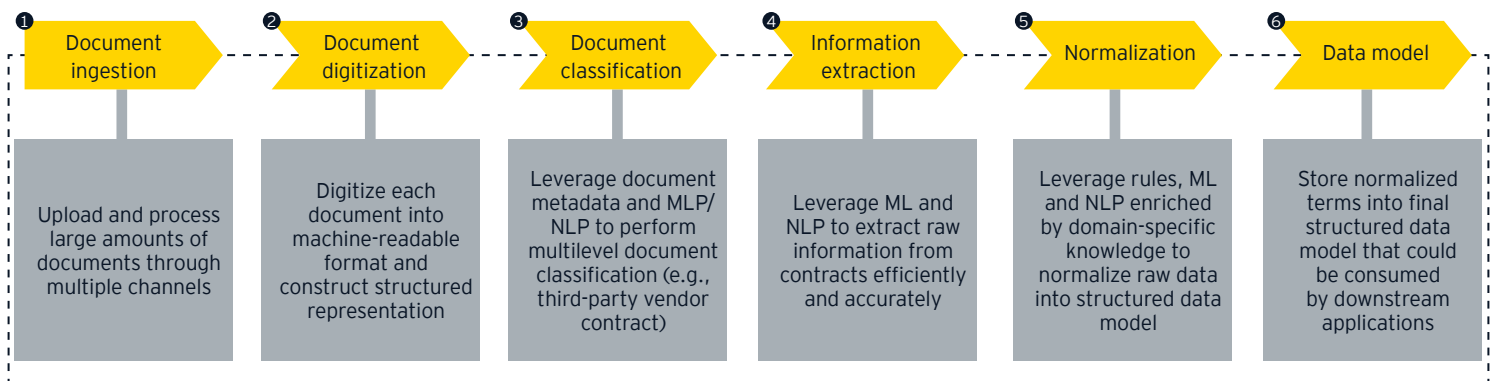 1
Document
ingestion
2
Document
digitization
3
Document
classification
4
Information
extraction
5
Normalization
6
Data model
Upload and process
large amounts of
documents through
multiple channels
Digitize each
document into
machine-readable
format and
construct structured
representation
Leverage document
metadata and MLP/
NLP to perform
multilevel document
classification (e.g.,
third-party vendor
contract)
Leverage ML and
NLP to extract raw
information from
contracts efficiently
and accurately
Leverage rules, ML
and NLP enriched
by domain-specific
knowledge to
normalize raw data
into structured data
model
Store normalized
terms into final
structured data
model that could
be consumed
by downstream
applications